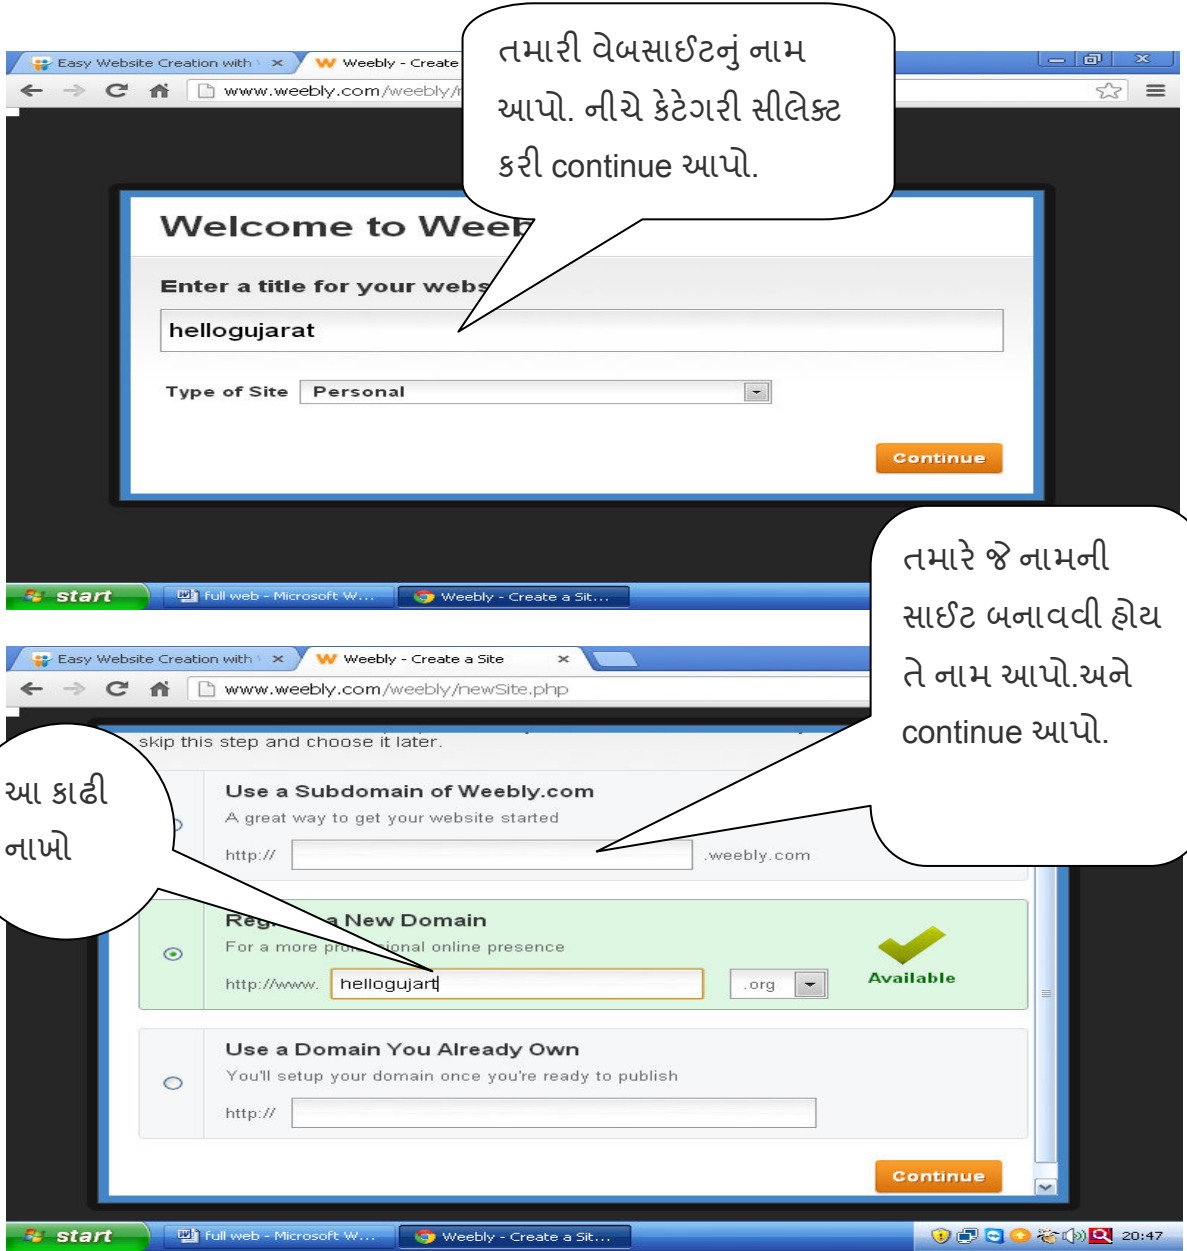 તમારી વેબસાઈટનું નામ
આપો. નીચે કેટેગરી સીલેક્ટ
કરી continue આપો.
Easy Website Creation with
Weebly - Create
www.weebly.com/weebly/
Welcome to Weeb
Enter a title for your webs
hellogujarat
Type of Site Personal
Continue
તમારે જે નામની
સાઈટ બનાવવી હોય
તે નામ આપો.અને
continue આપો.
start full web - Microsoft W... Weebly - Create a Sit...
Easy Website Creation with Weebly - Create a Site
www.weebly.com/weebly/newSite.php
skip this step and choose it later.
આ કાઢી
નાખો
Use a Subdomain of Weebly.com
A great way to get your website started
http:// .weebly.com
Register a New Domain
For a more professional online presence
http://www. hellogujart .org
Available
Use a Domain You Already Own
You'll setup your domain once you're ready to publish
http://
Continue
start full web - Microsoft W... Weebly - Create a Sit... 20:47